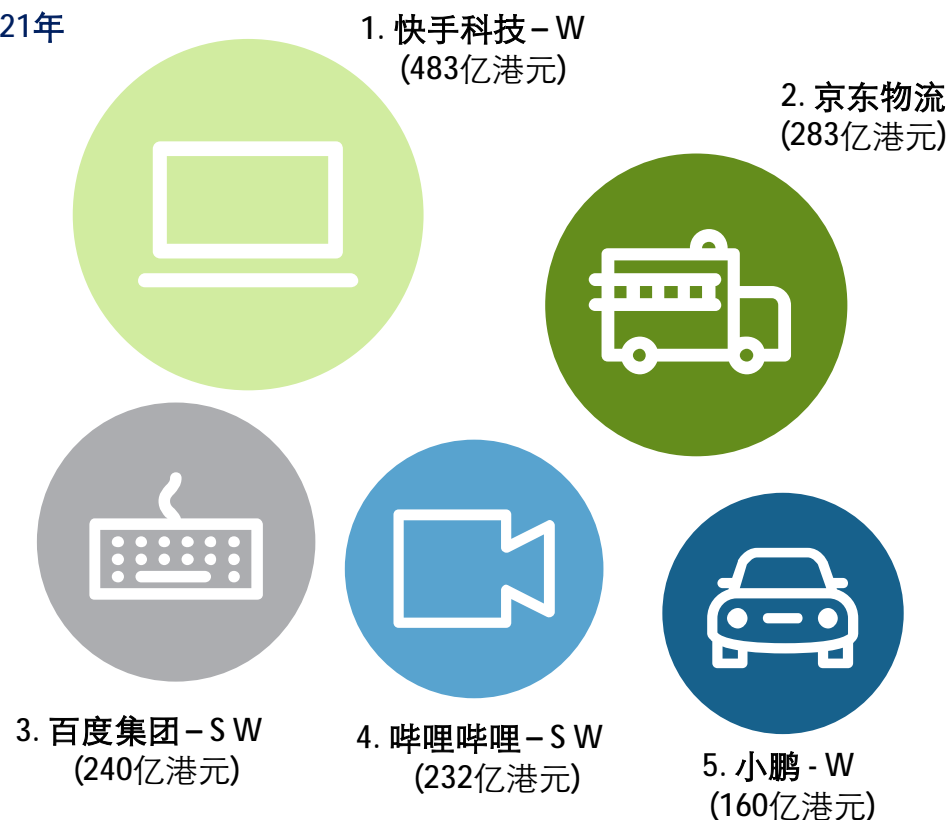 21年
1. 快手科技 – W
(483亿港元)
2. 京东物流
(283亿港元)
3. 百度集团 – S W
(240亿港元)
4. 哔哩哔哩 – S W
(232亿港元)
5. 小鹏 - W
(160亿港元)